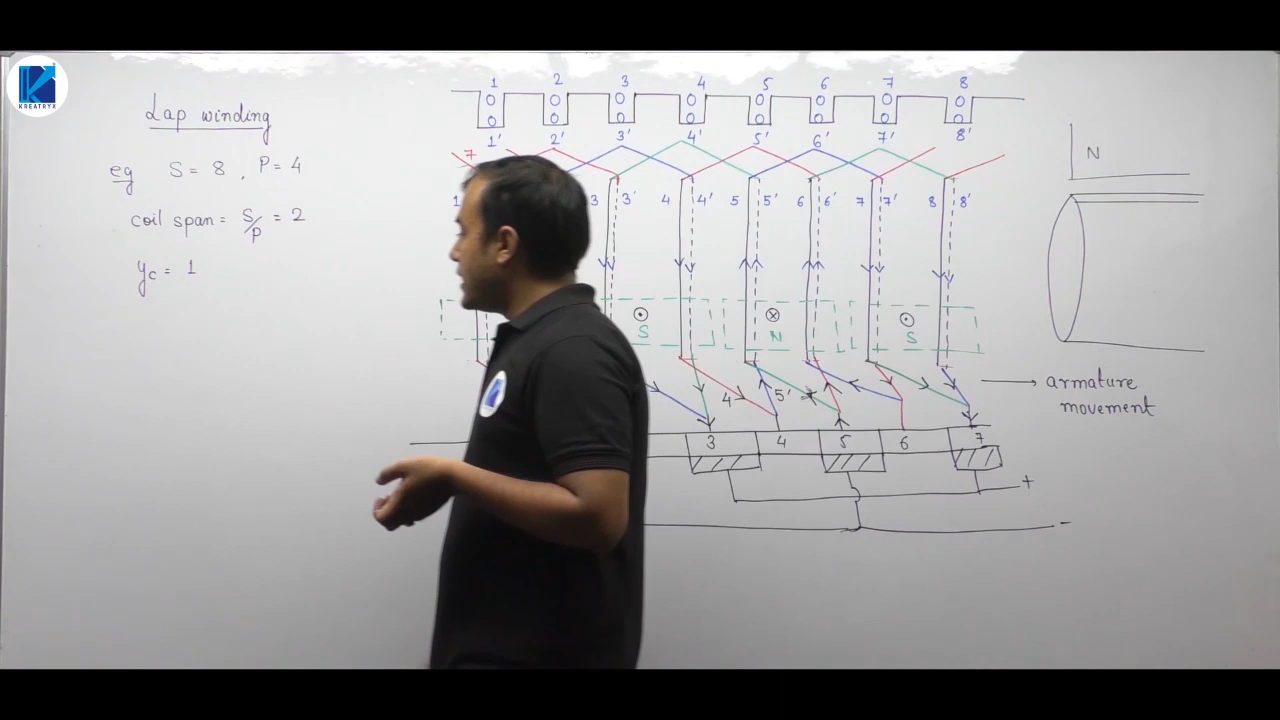 KREATRYX
Lap winding
eg S = 8 , P = 4
coil span = S/P = 2
yc = 1
1 2 3 4 5 6 7 8
1' 2' 3' 4' 5' 6' 7' 8'
7
1 3 3' 4 4' 5 5' 6 6' 7 7' 8 8'
N
S N S
4 5'
armature
movement
3 4 5 6 7
+
-